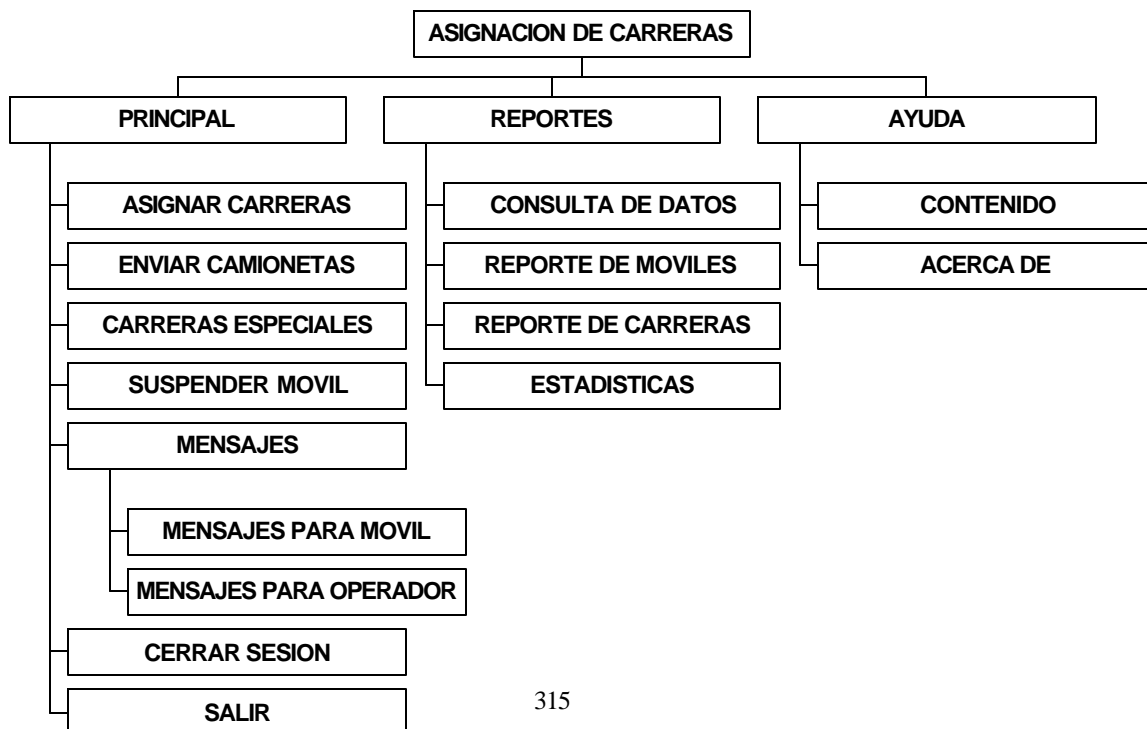 ASIGNACION DE CARRERAS
PRINCIPAL
REPORTES
AYUDA
ASIGNAR CARRERAS
ENVIAR CAMIONETAS
CARRERAS ESPECIALES
SUSPENDER MOVIL
MENSAJES
MENSAJES PARA MOVIL
MENSAJES PARA OPERADOR
CERRAR SESION
SALIR
CONSULTA DE DATOS
REPORTE DE MOVILES
REPORTE DE CARRERAS
ESTADISTICAS
CONTENIDO
ACERCA DE
315